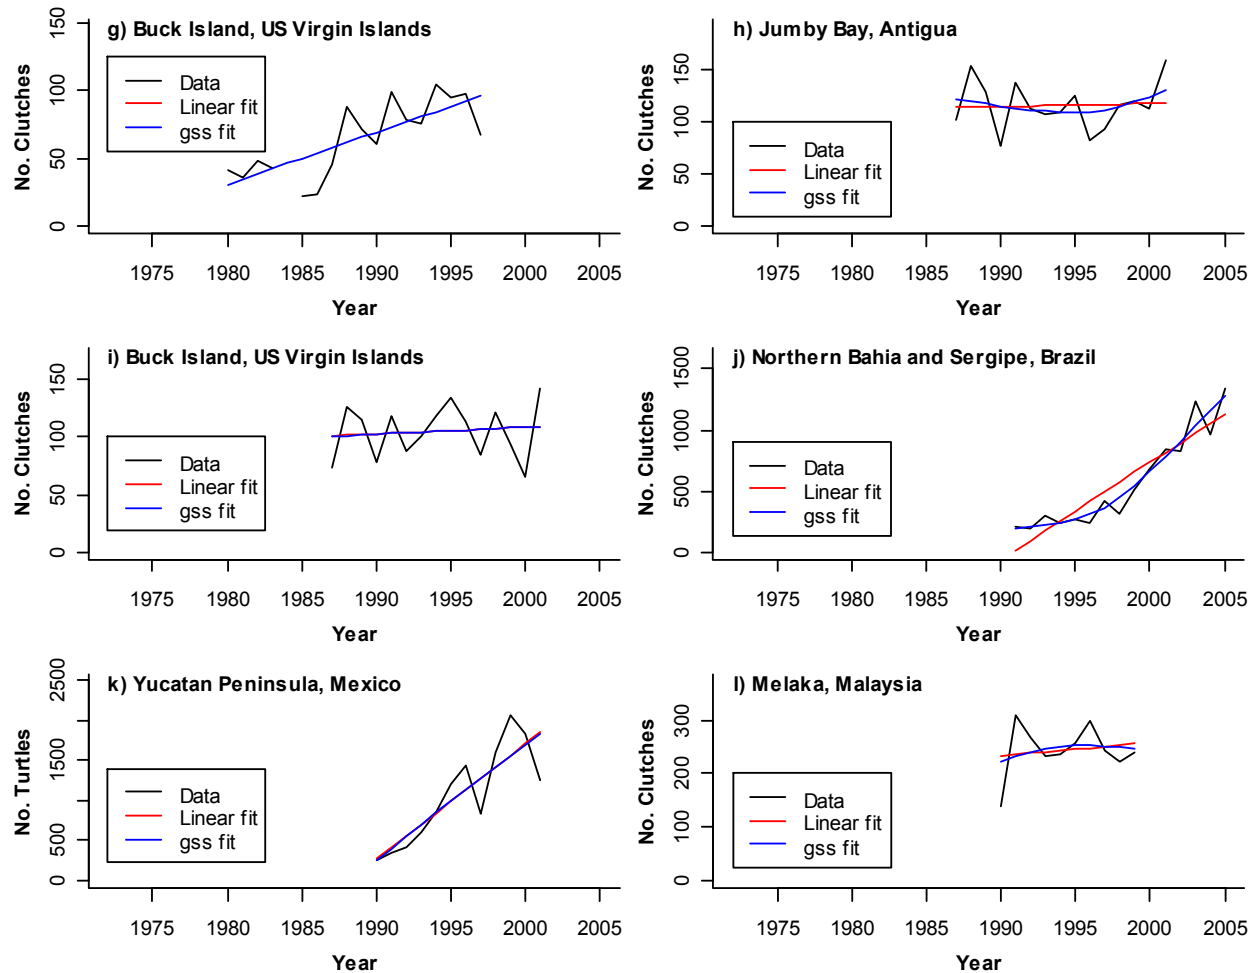 g) Buck Island, US Virgin Islands
No. Clutches
150
100
50
0
Data
Linear fit
gss fit
1975 1980 1985 1990 1995 2000 2005
Year
h) Jumby Bay, Antigua
No. Clutches
150
100
50
0
Data
Linear fit
gss fit
1975 1980 1985 1990 1995 2000 2005
Year
i) Buck Island, US Virgin Islands
No. Clutches
150
100
50
0
Data
Linear fit
gss fit
1975 1980 1985 1990 1995 2000 2005
Year
j) Northern Bahia and Sergipe, Brazil
No. Clutches
1500
1000
500
0
Data
Linear fit
gss fit
1975 1980 1985 1990 1995 2000 2005
Year
k) Yucatan Peninsula, Mexico
No. Turtles
2500
1500
500
0
Data
Linear fit
gss fit
1975 1980 1985 1990 1995 2000 2005
Year
l) Melaka, Malaysia
No. Clutches
300
200
100
0
Data
Linear fit
gss fit
1975 1980 1985 1990 1995 2000 2005
Year